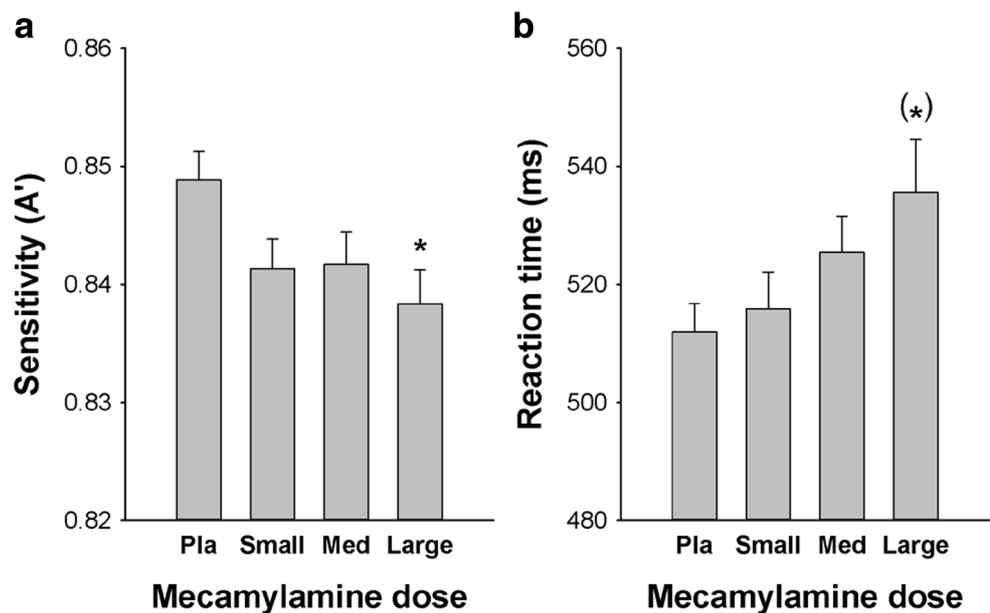 a
0.86
0.85
0.84
0.83
0.82
Sensitivity (A')
*
Pla Small Med Large
Mecamylamine dose
b
560
540
520
500
480
Reaction time (ms)
(*)
Pla Small Med Large
Mecamylamine dose